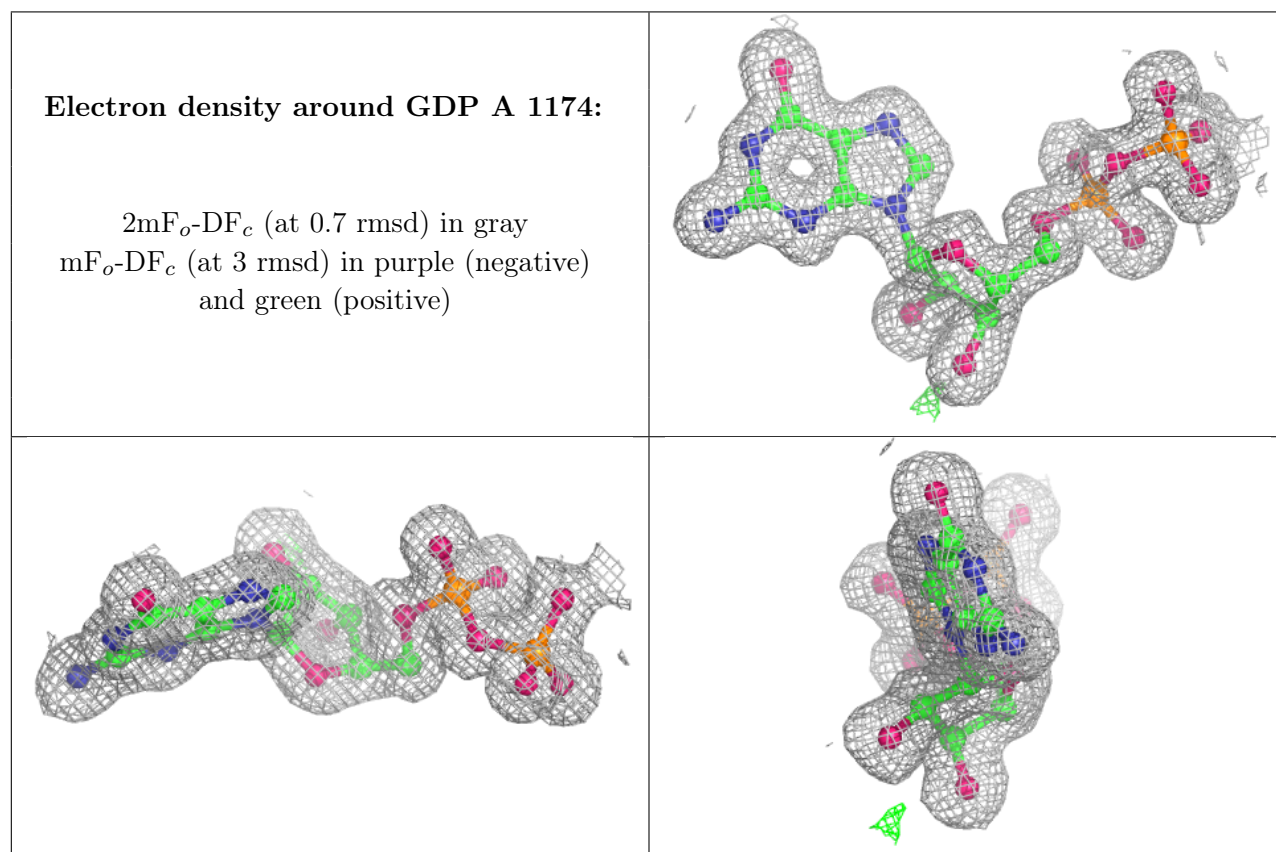 Electron density around GDP A 1174:
2mFo-DFc (at 0.7 rmsd) in gray
mFo-DFc (at 3 rmsd) in purple (negative)
and green (positive)